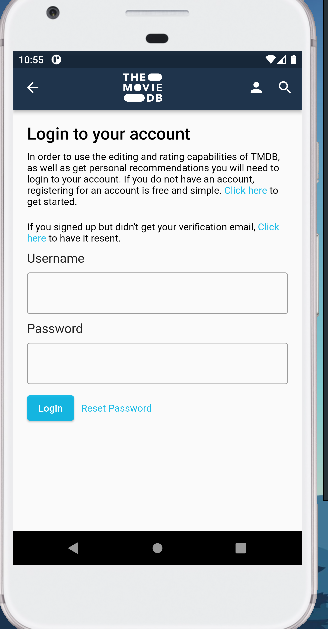 10:55
THE
MOVIE
DB
Login to your account
In order to use the editing and rating capabilities of TMDB,
as well as get personal recommendations you will need to
login to your account. If you do not have an account,
registering for an account is free and simple. Click here to
get started.
If you signed up but didn't get your verification email, Click
here to have it resent.
Username
Password
Login Reset Password